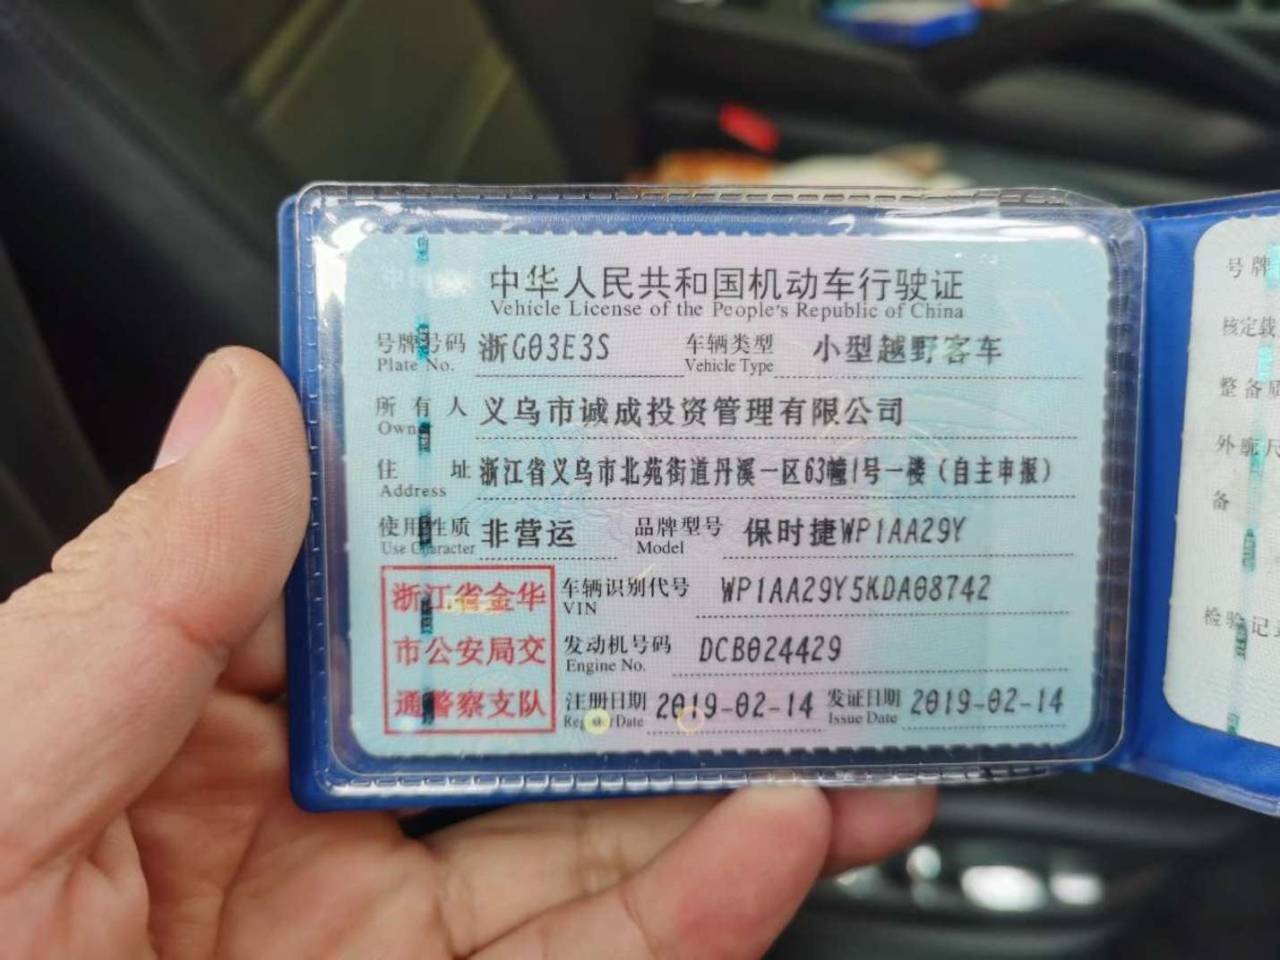 中华人民共和国机动车行驶证
Vehicle License of the People's Republic of China
号牌号码 浙G03E3S 车辆类型 小型越野客车
Plate No. Vehicle Type
所有人 义乌市诚成投资管理有限公司
Owner
住址 浙江省义乌市北苑街道丹溪一区63幢1号一楼（自主申报）
Address
使用性质 非营运 品牌型号 保时捷WP1AA29Y
Use Character Model
浙江省金华
市公安局交
通警察支队
车辆识别代号 WP1AA29Y5KDA08742
VIN
发动机号码 DCB024429
Engine No.
注册日期 2019-02-14 发证日期 2019-02-14
Register Date Issue Date
号牌
核定载
整备质
外廓尺
备
检验记